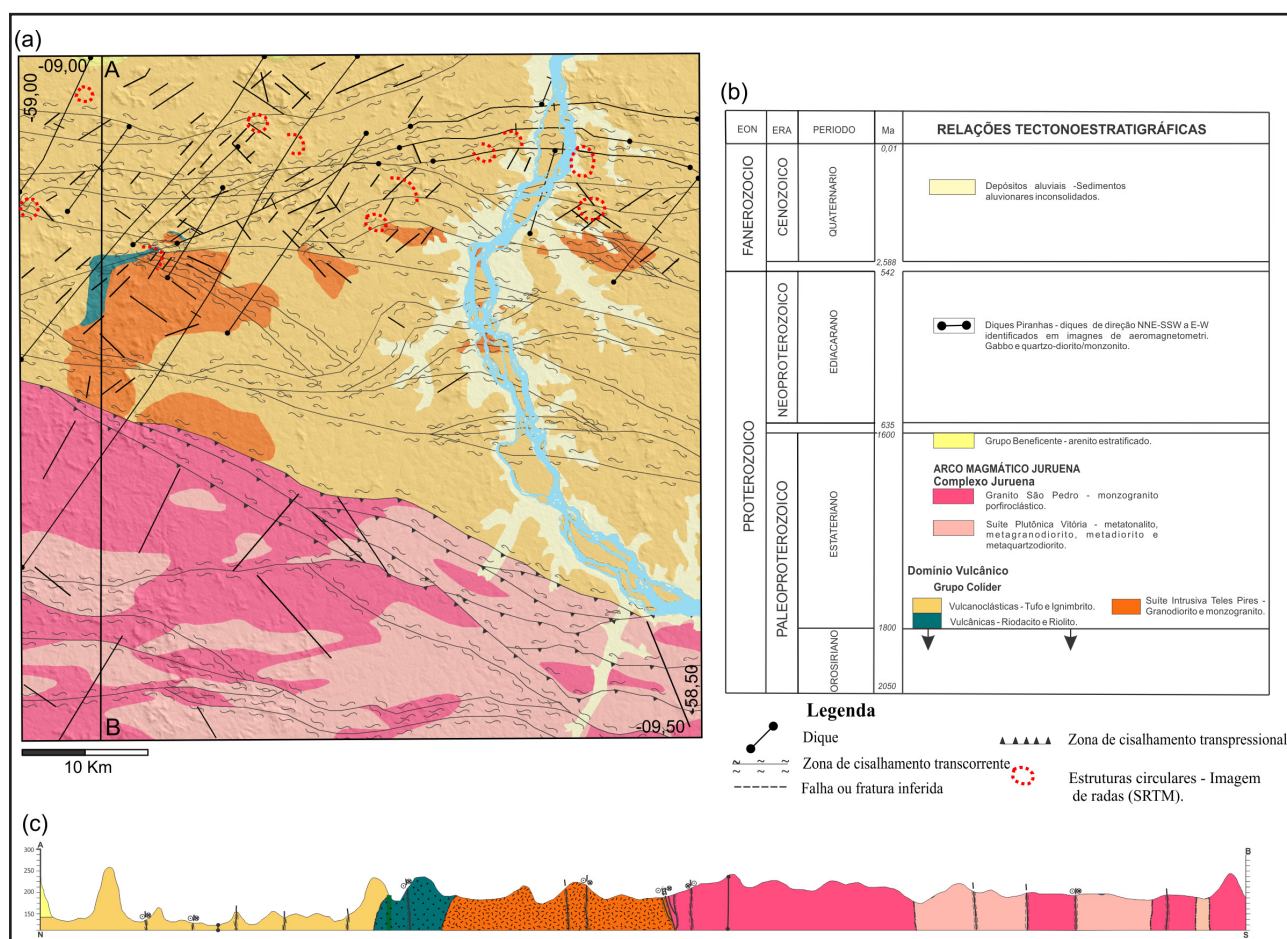 (a)
-09,00
-59,00
A
B
-58,50
-09,50
10 Km
(b)
EON
ERA
PERIODO
Ma
RELAÇÕES TECTONOESTRATIGRÁFICAS
FANEROZOCIO
CENOZOICO
QUATERNARIO
0,01
Depósitos aluviais -Sedimentos
aluvionares inconsolidados.
2,588
542
PROTEROZOICO
NEOPROTEROZOICO
EDIACARANO
Diques Piranhas - diques de direção NNE-SSW a E-W
identificados em imagnes de aeromagnetometri.
Gabbo e quartzo-diorito/monzonito.
635
1600
PALEOPROTEROZOICO
ESTATERIANO
Grupo Beneficente - arenito estratificado.
ARCO MAGMÁTICO JURUENA
Complexo Juruena
Granito São Pedro - monzogranito
porfiroclástico.
Suíte Plutônica Vitória - metatonalito,
metagranodiorito, metadiorito e
metaquartzodiorito.
Domínio Vulcânico
Grupo Colíder
Vulcanoclásticas - Tufo e Ignimbrito.
Vulcânicas - Riodacito e Riolito.
Suíte Intrusiva Teles Pires -
Granodiorito e monzogranito.
1800
OROSIRIANO
2050
Legenda
Dique
Zona de cisalhamento transcorrente
Falha ou fratura inferida
Zona de cisalhamento transpressional
Estruturas circulares - Imagem
de radas (SRTM).
(c)
A
300
250
200
150
N
B
300
250
200
150
S